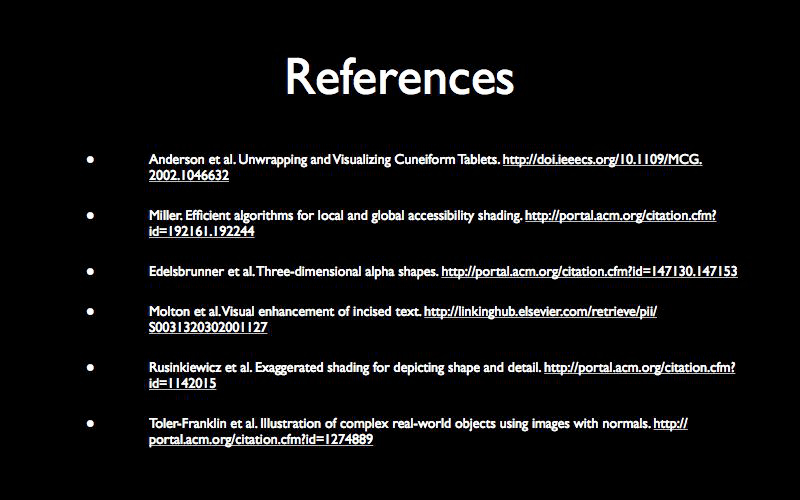 References
• Anderson et al. Unwrapping and Visualizing Cuneiform Tablets. http://doi.ieeecs.org/10.1109/MCG.
2002.1046632
• Miller. Efficient algorithms for local and global accessibility shading. http://portal.acm.org/citation.cfm?
id=192161.192244
• Edelsbrunner et al. Three-dimensional alpha shapes. http://portal.acm.org/citation.cfm?id=147130.147153
• Molton et al. Visual enhancement of incised text. http://linkinghub.elsevier.com/retrieve/pii/
S0031320302001127
• Rusinkiewicz et al. Exaggerated shading for depicting shape and detail. http://portal.acm.org/citation.cfm?
id=1142015
• Toler-Franklin et al. Illustration of complex real-world objects using images with normals. http://
portal.acm.org/citation.cfm?id=1274889